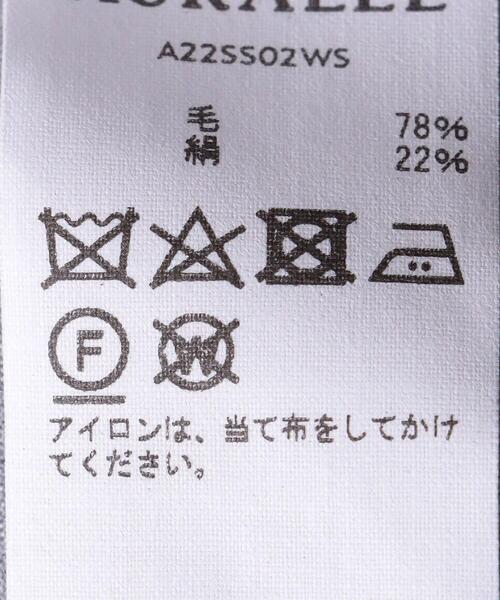 A22SS02WS
毛 78%
絹 22%
F W
アイロンは、当て布をしてかけ
てください。